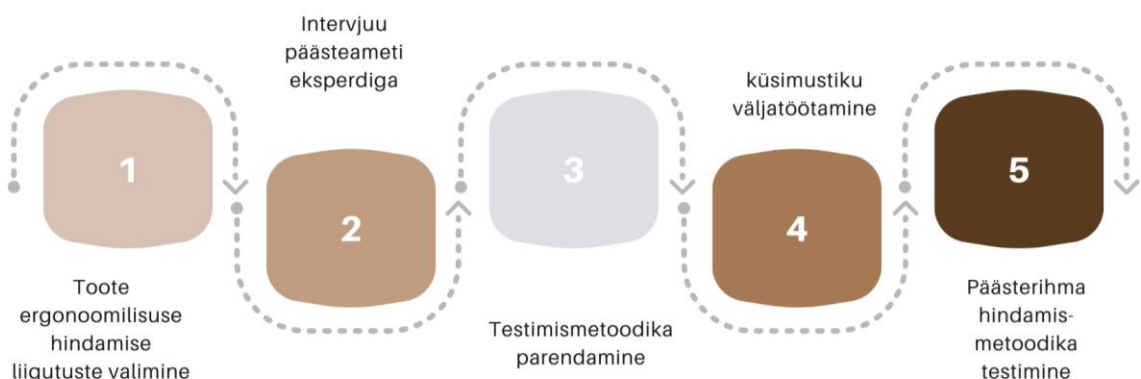 1
Toote
ergonoomilisuse
hindamise
liigutuste valimine
Intervjuu
päästeameti
eksperdiga
2
3
Testimismetoodika
parendamine
küsimustiku
väljatöötamine
4
5
Päästerihma
hindamis-
metoodika
testimine